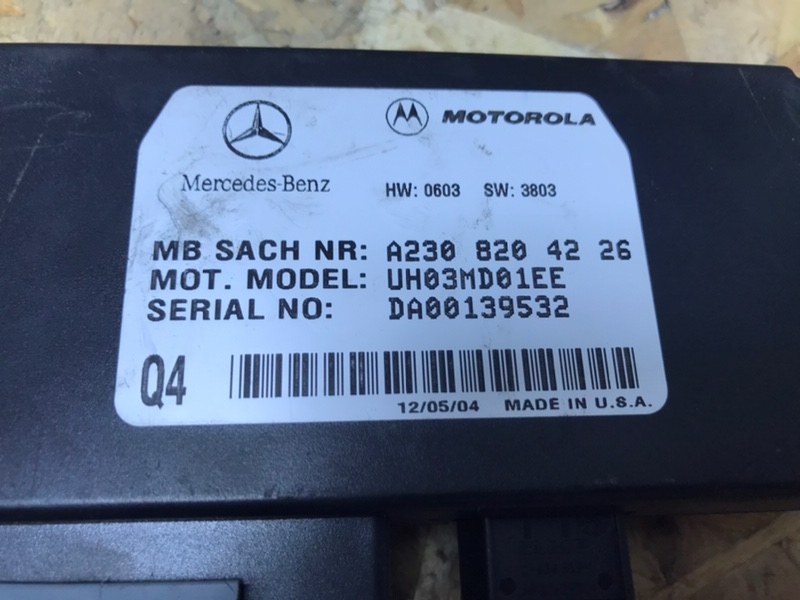 MOTOROLA
Mercedes-Benz
HW: 0603 SW: 3803
MB SACH NR: A230 820 42 26
MOT. MODEL: UH03MD01EE
SERIAL NO: DA00139532
Q4
12/05/04 MADE IN U.S.A.